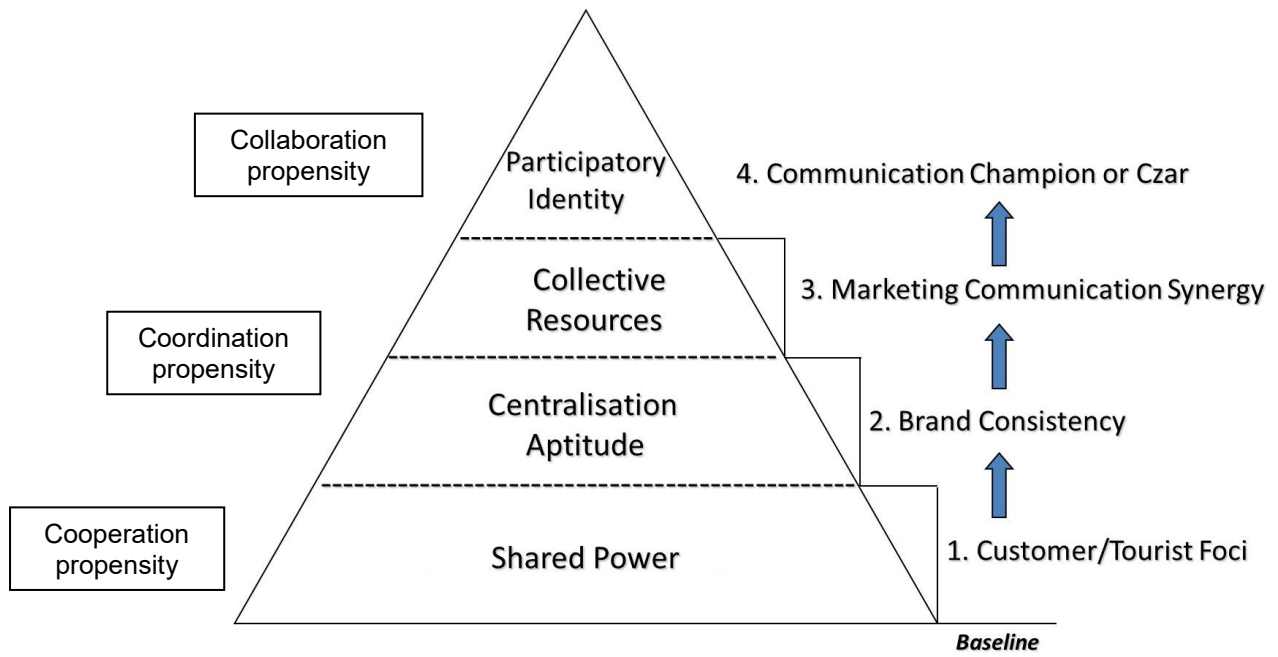 Collaboration
propensity
Participatory
Identity
4. Communication Champion or Czar
Collective
Resources
3. Marketing Communication Synergy
Coordination
propensity
Centralisation
Aptitude
2. Brand Consistency
Cooperation
propensity
Shared Power
1. Customer/Tourist Foci
Baseline